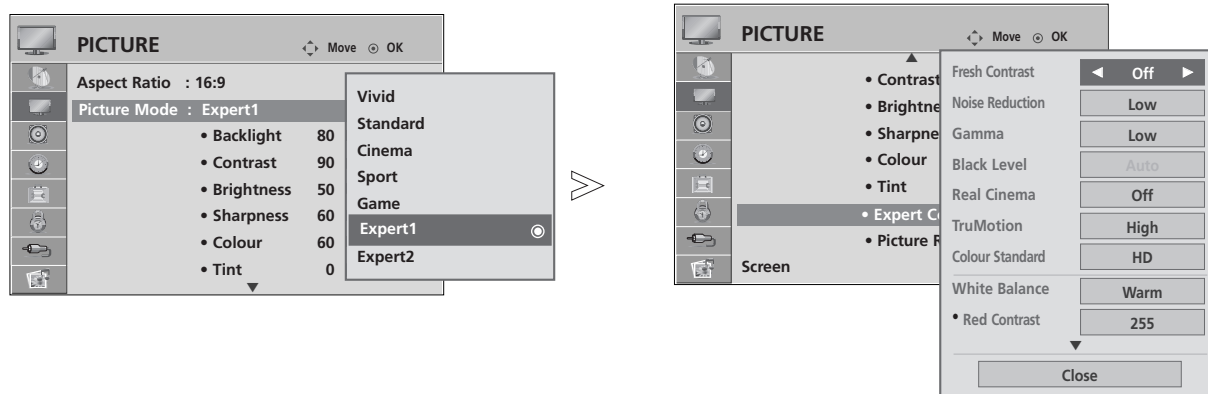 PICTURE
Move OK
Aspect Ratio : 16:9
Picture Mode : Expert1
• Backlight 80
• Contrast 90
• Brightness 50
• Sharpness 60
• Colour 60
• Tint 0
Vivid
Standard
Cinema
Sport
Game
Expert1
Expert2
PICTURE
Move OK
• Contrast
• Brightne
• Sharpne
• Colour
• Tint
• Expert C
• Picture R
Screen
Fresh Contrast Off
Noise Reduction Low
Gamma Low
Black Level Auto
Real Cinema Off
TruMotion High
Colour Standard HD
White Balance Warm
• Red Contrast 255
Close